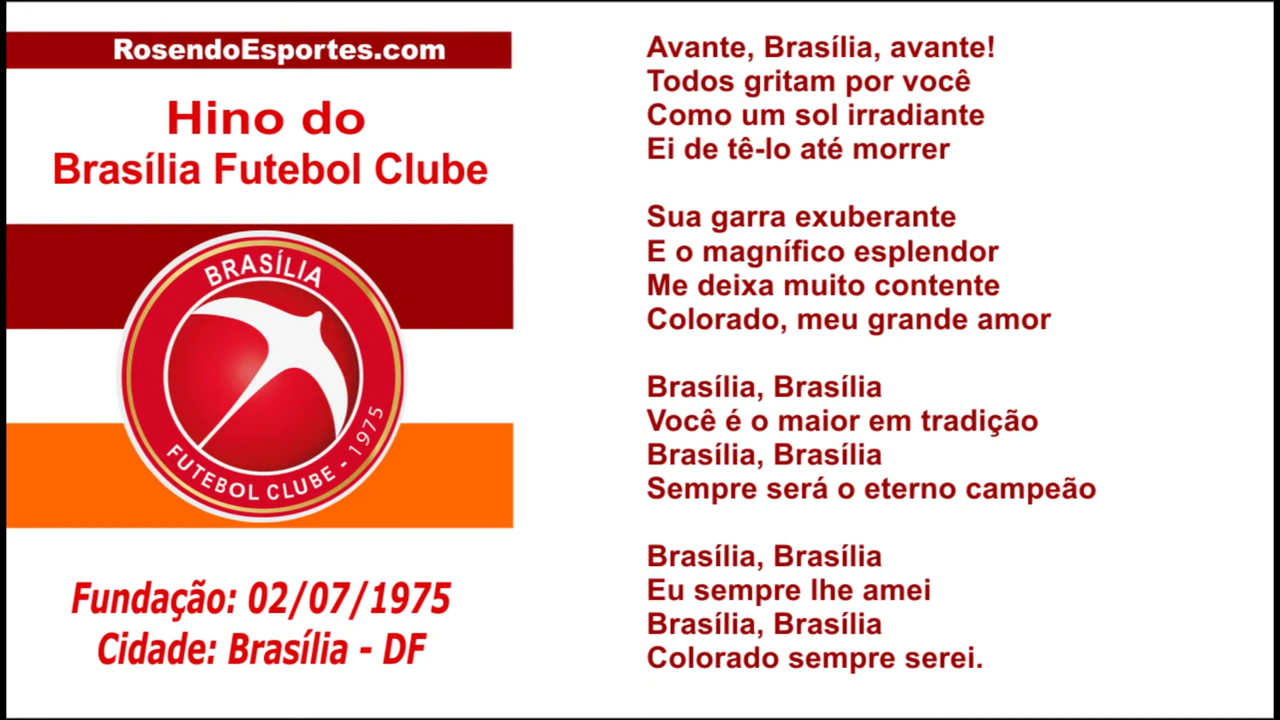 RosendoEsportes.com
Hino do
Brasília Futebol Clube
BRASÍLIA
FUTEBOL CLUBE - 1975
Fundação: 02/07/1975
Cidade: Brasília - DF
Avante, Brasília, avante!
Todos gritam por você
Como um sol irradiante
Ei de tê-lo até morrer
Sua garra exuberante
E o magnífico esplendor
Me deixa muito contente
Colorado, meu grande amor
Brasília, Brasília
Você é o maior em tradição
Brasília, Brasília
Sempre será o eterno campeão
Brasília, Brasília
Eu sempre lhe amei
Brasília, Brasília
Colorado sempre serei.